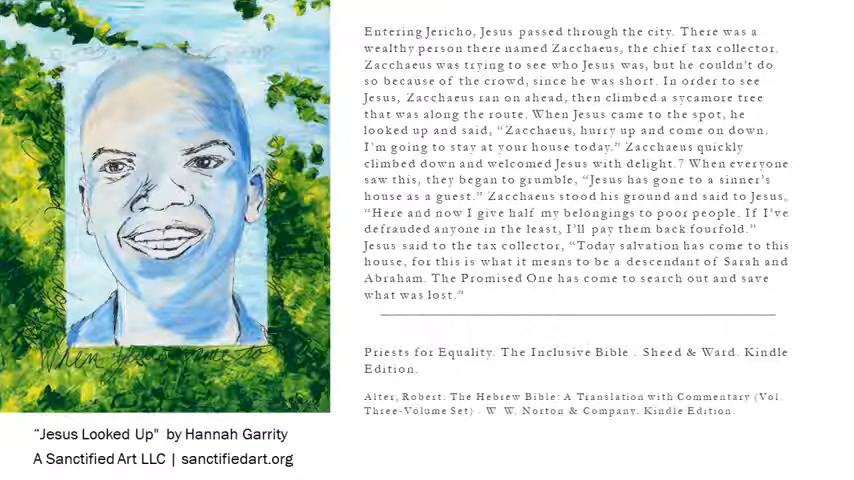 Entering Jericho, Jesus passed through the city. There was a
wealthy person there named Zacchaeus, the chief tax collector.
Zacchaeus was trying to see who Jesus was, but he couldn't do
so because of the crowd, since he was short. In order to see
Jesus, Zacchaeus ran on ahead, then climbed a sycamore tree
that was along the route. When Jesus came to the spot, he
looked up and said, “Zacchaeus, hurry up and come on down.
I'm going to stay at your house today.” Zacchaeus quickly
climbed down and welcomed Jesus with delight.7 When everyone
saw this, they began to grumble, “Jesus has gone to a sinner's
house as a guest.” Zacchaeus stood his ground and said to Jesus,
“Here and now I give half my belongings to poor people. If I've
defrauded anyone in the least, I'll pay them back fourfold.”
Jesus said to the tax collector, “Today salvation has come to this
house, for this is what it means to be a descendant of Sarah and
Abraham. The Promised One has come to search out and save
what was lost.”
Priests for Equality. The Inclusive Bible . Sheed & Ward. Kindle
Edition.
Alter, Robert. The Hebrew Bible: A Translation with Commentary (Vol.
Three-Volume Set) . W. W. Norton & Company. Kindle Edition.
When Jesus came to
“Jesus Looked Up" by Hannah Garrity
A Sanctified Art LLC | sanctifiedart.org